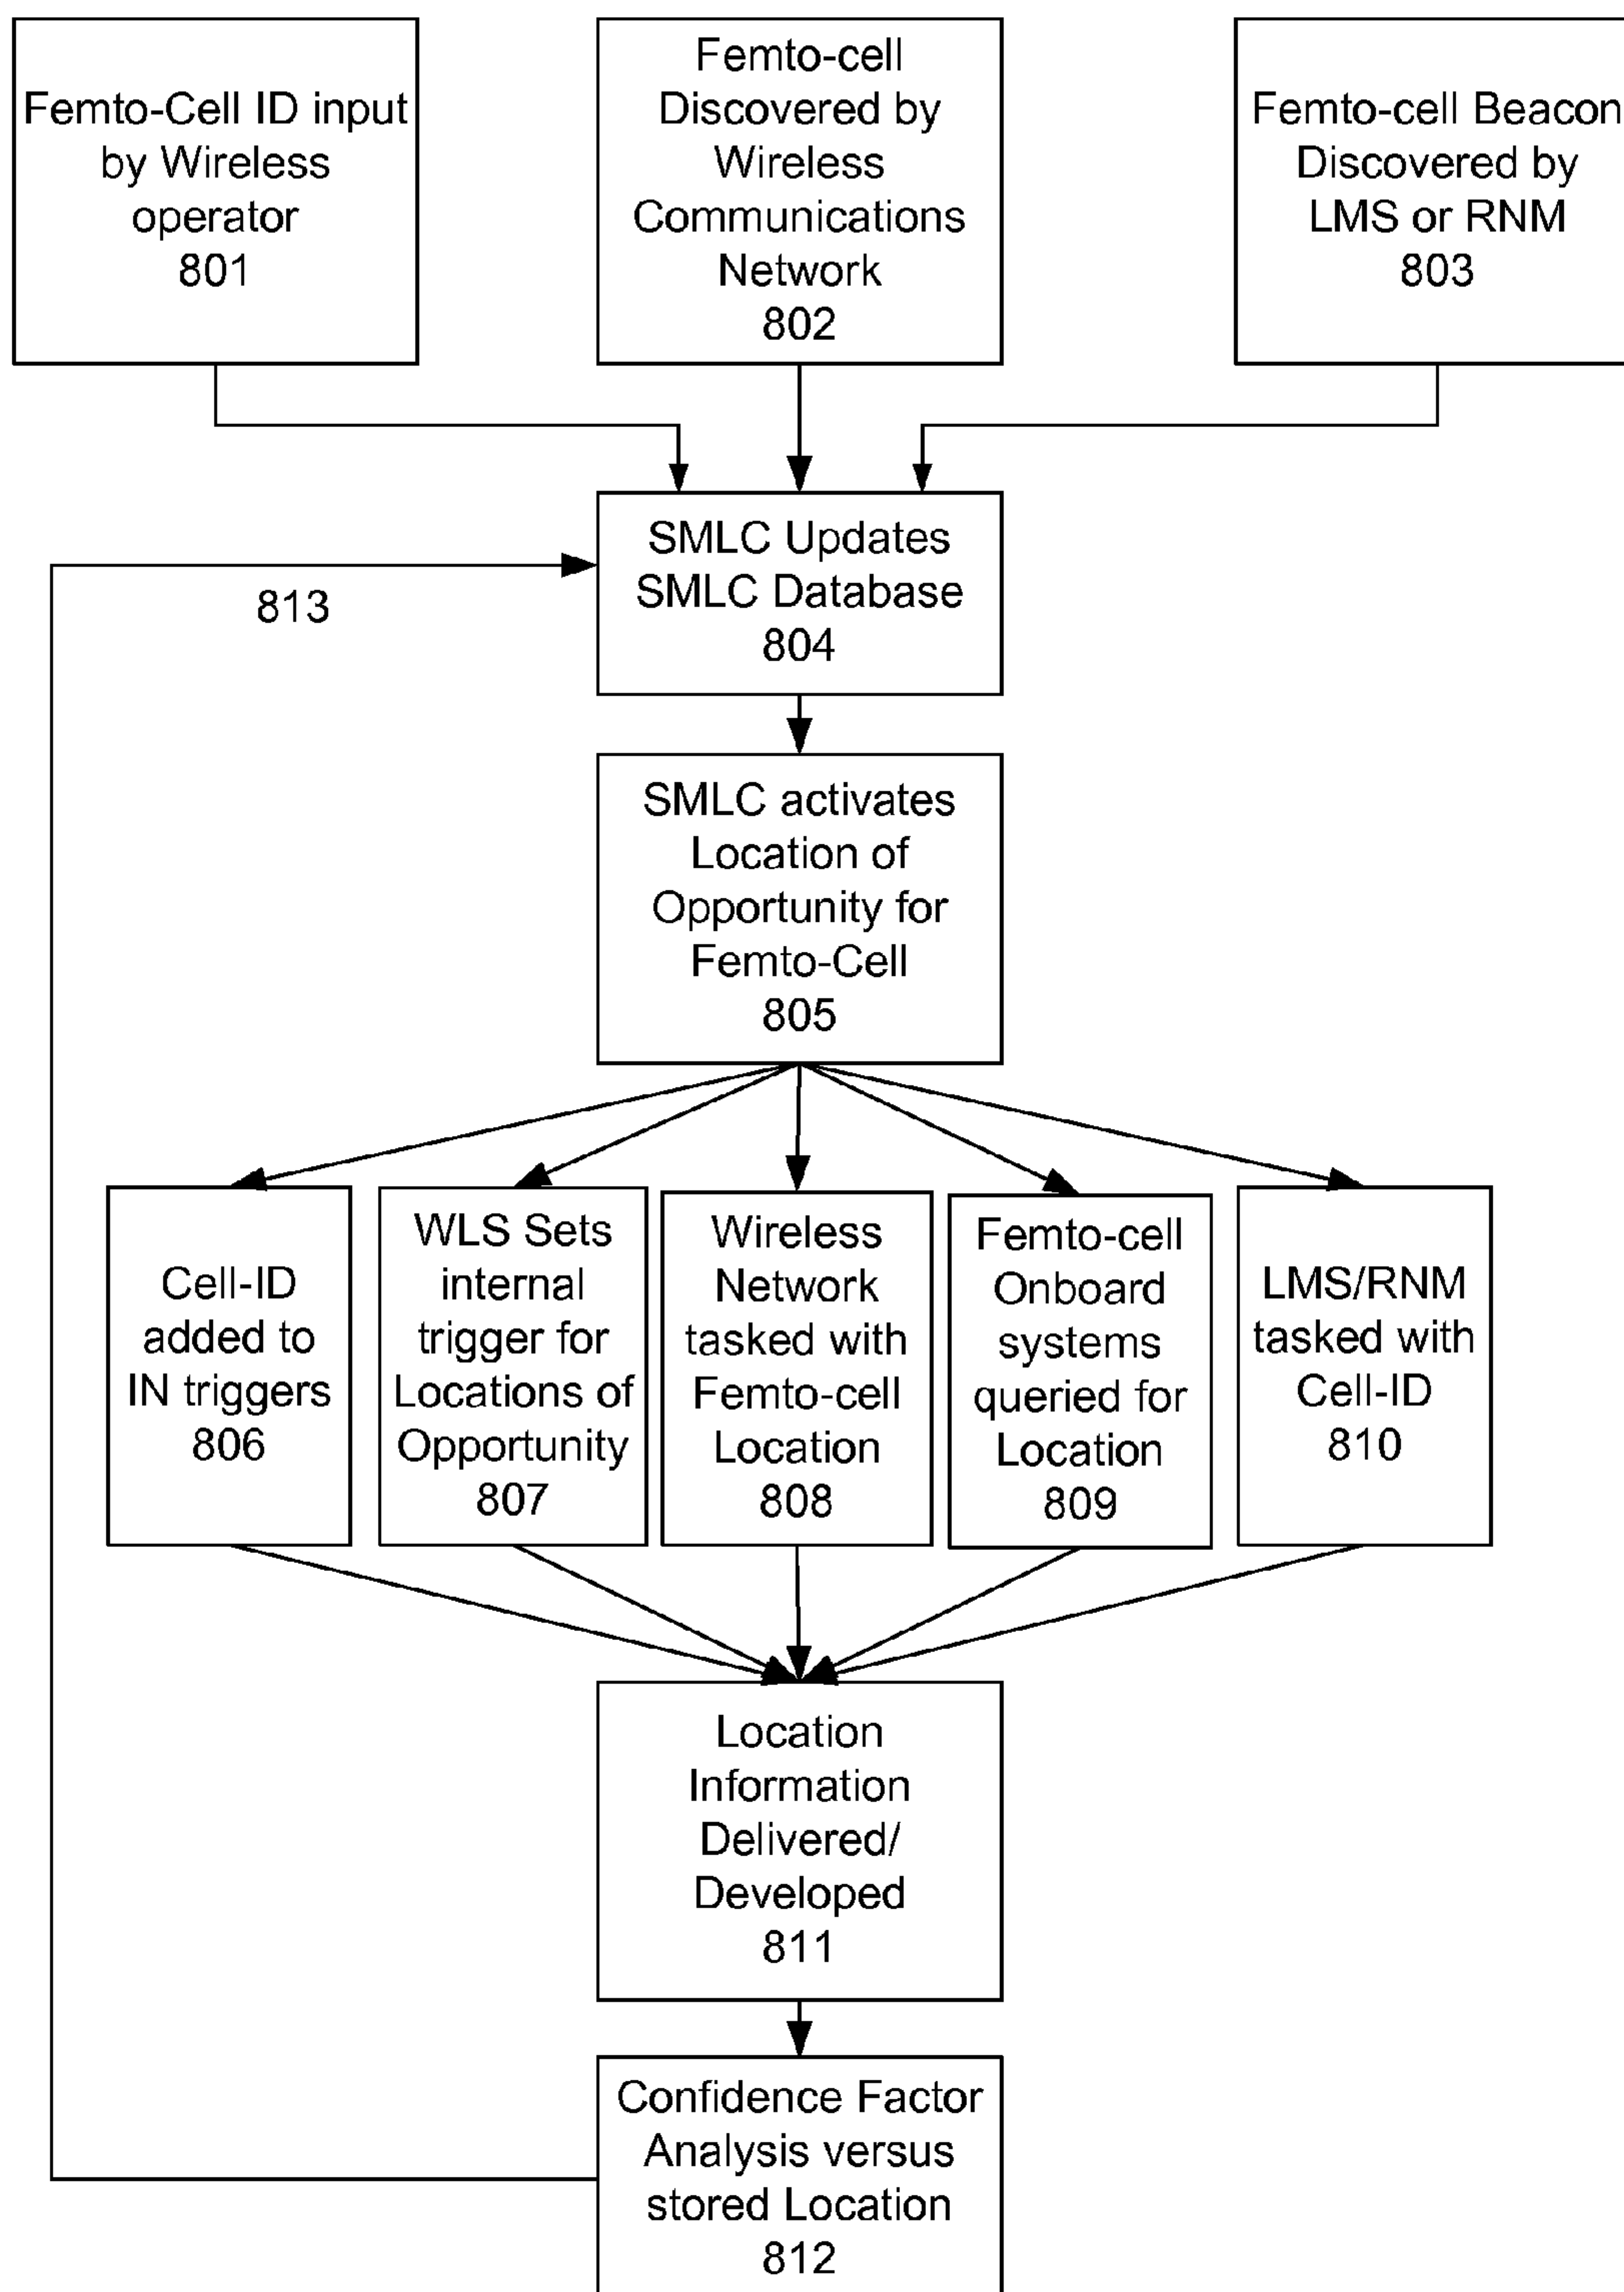 Femto-Cell ID input
by Wireless
operator
801
Femto-cell
Discovered by
Wireless
Communications
Network
802
Femto-cell Beacon
Discovered by
LMS or RNM
803
SMLC Updates
SMLC Database
804
813
SMLC activates
Location of
Opportunity for
Femto-Cell
805
Cell-ID
added to
IN triggers
806
WLS Sets
internal
trigger for
Locations of
Opportunity
807
Wireless
Network
tasked with
Femto-cell
Location
808
Femto-cell
Onboard
systems
queried for
Location
809
LMS/RNM
tasked with
Cell-ID
810
Location
Information
Delivered/
Developed
811
Confidence Factor
Analysis versus
stored Location
812